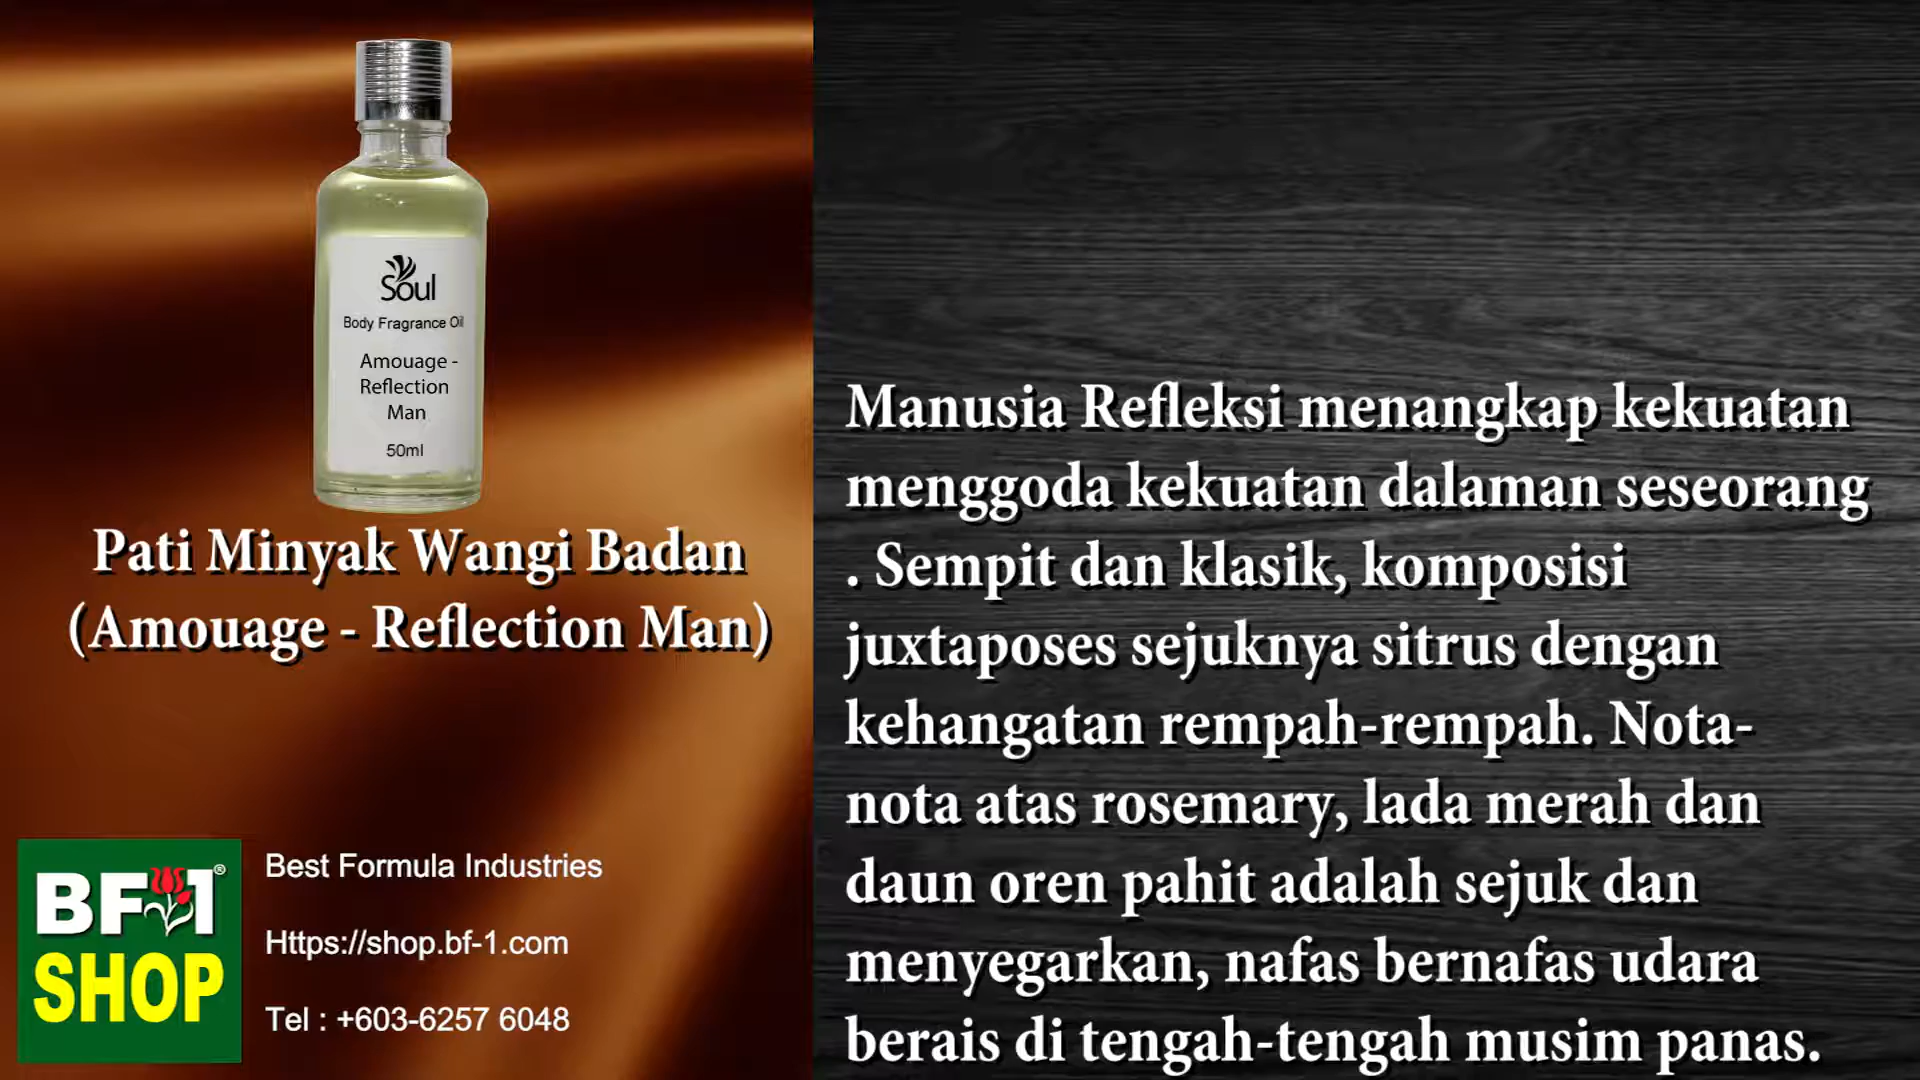 Soul
Body Fragrance Oil
Amouage -
Reflection
Man
50ml
Pati Minyak Wangi Badan
(Amouage - Reflection Man)
BF1®
SHOP
Best Formula Industries
Https://shop.bf-1.com
Tel : +603-6257 6048
Manusia Refleksi menangkap kekuatan
menggoda kekuatan dalaman seseorang
. Sempit dan klasik, komposisi
juxtaposes sejuknya sitrus dengan
kehangatan rempah-rempah. Nota-
nota atas rosemary, lada merah dan
daun oren pahit adalah sejuk dan
menyegarkan, nafas bernafas udara
berais di tengah-tengah musim panas.